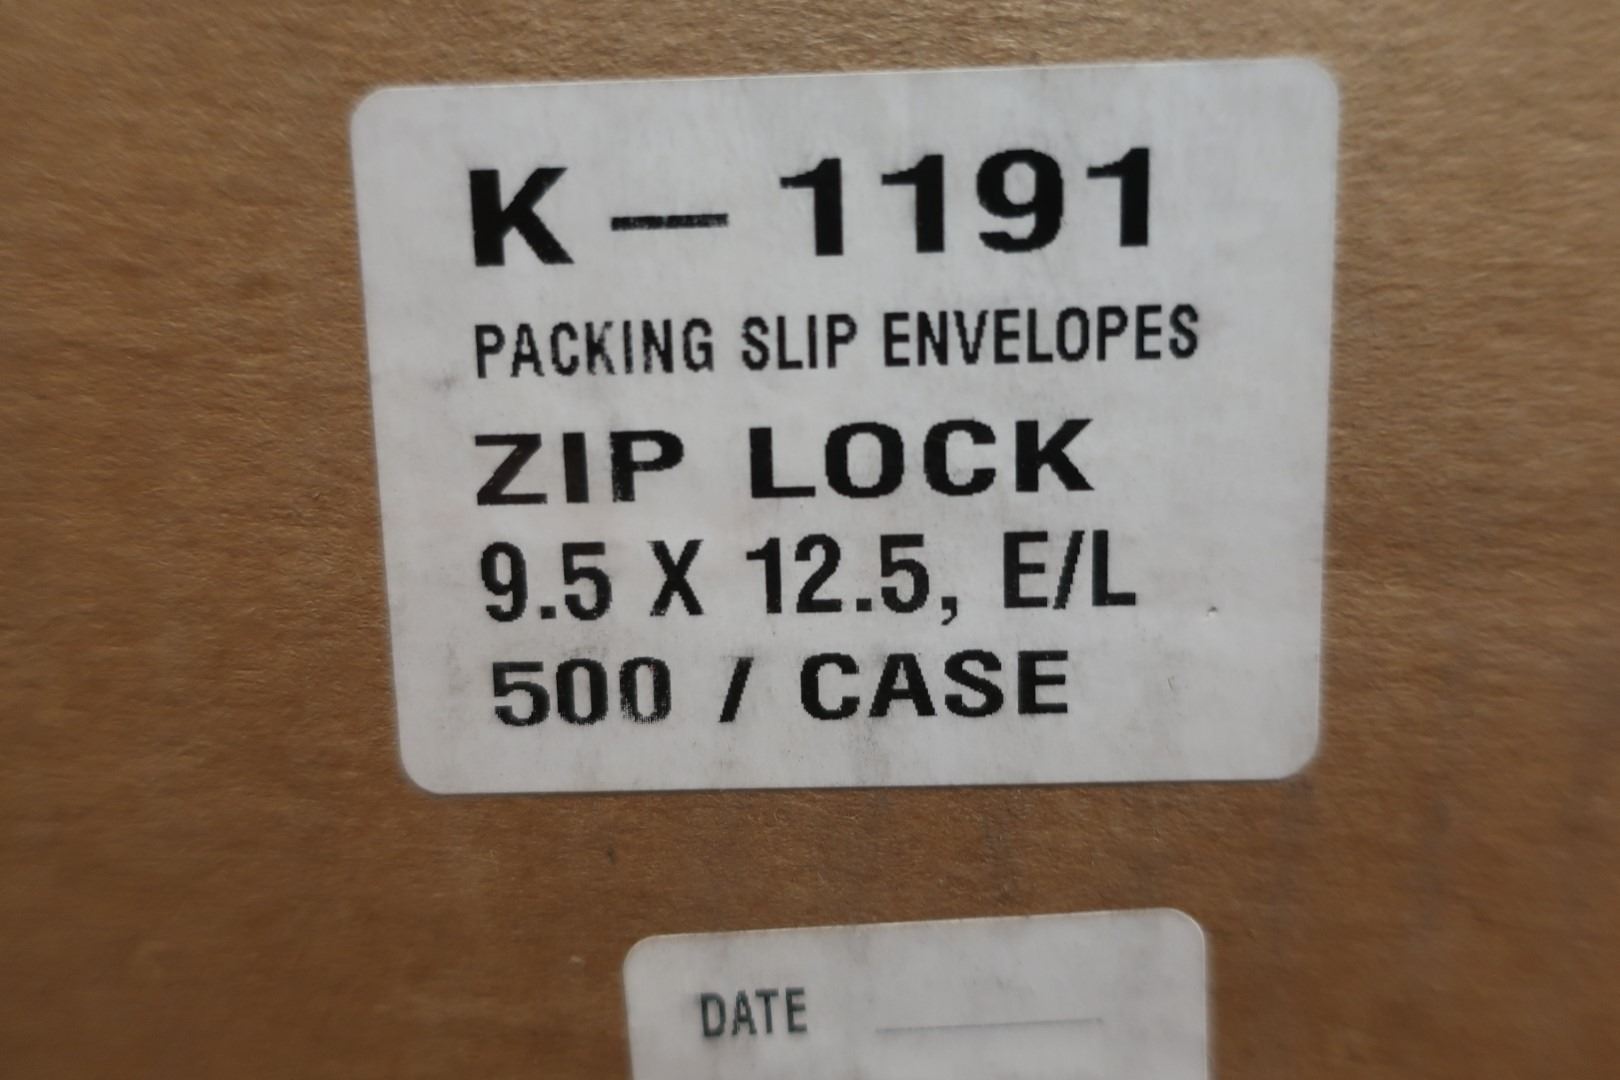 K — 1191
PACKING SLIP ENVELOPES
ZIP LOCK
9.5 X 12.5, E/L
500 / CASE
DATE